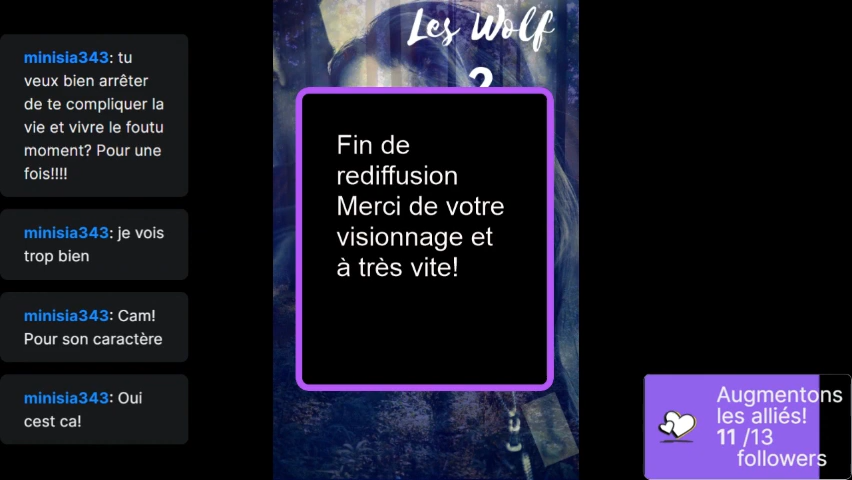 minisia343: tu
veux bien arrêter
de te compliquer la
vie et vivre le foutu
moment? Pour une
fois!!!!
minisia343: je vois
trop bien
minisia343: Cam!
Pour son caractère
minisia343: Oui
cest ca!
Les Wolf
2
Fin de
rediffusion
Merci de votre
visionnage et
à très vite!
Augmentons
les alliés!
11 /13
followers